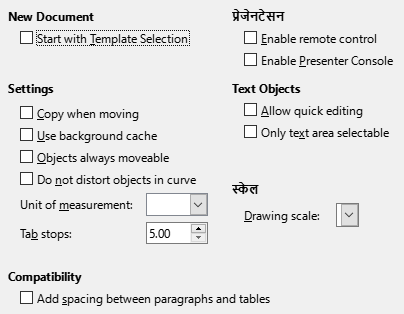 New Document
Start with Template Selection
Settings
Copy when moving
Use background cache
Objects always moveable
Do not distort objects in curve
Unit of measurement:
Tab stops: 5.00
Compatibility
Add spacing between paragraphs and tables
प्रेजेनटेसन
Enable remote control
Enable Presenter Console
Text Objects
Allow quick editing
Only text area selectable
स्केल
Drawing scale: